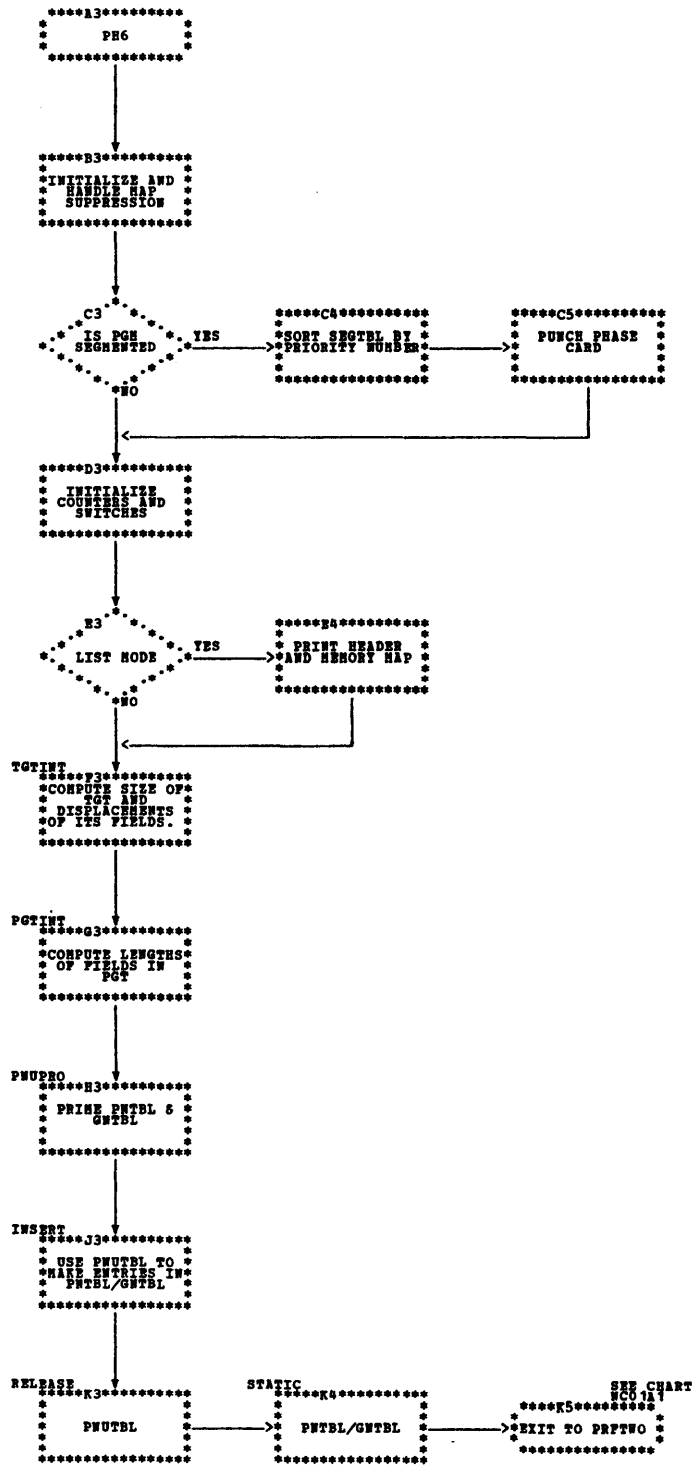 A3
PH6
B3
INITIALIZE AND
HANDLE MAP
SUPPRESSION
C3
IS PGM
SEGMENTED
YES
NO
C4
SORT SEGTBL BY
PRIORITY NUMBER
C5
PUNCH PHASE
CARD
D3
INITIALIZE
COUNTERS AND
SWITCHES
E3
LIST MODE
YES
NO
E4
PRINT HEADER
AND MEMORY MAP
TGTINT
F3
COMPUTE SIZE OF
TGT AND
DISPLACEMENTS
OF ITS FIELDS.
PGTINT
G3
COMPUTE LENGTHS
OF FIELDS IN
PGT
PNUPRO
H3
PRIME PNTBL &
GNTBL
INSERT
J3
USE PNUTBL TO
MAKE ENTRIES IN
PNTBL/GNTBL
RELEASE
K3
PNUTBL
STATIC
K4
PNTBL/GNTBL
SEE CHART
NC01A1
K5
EXIT TO PRFTWO